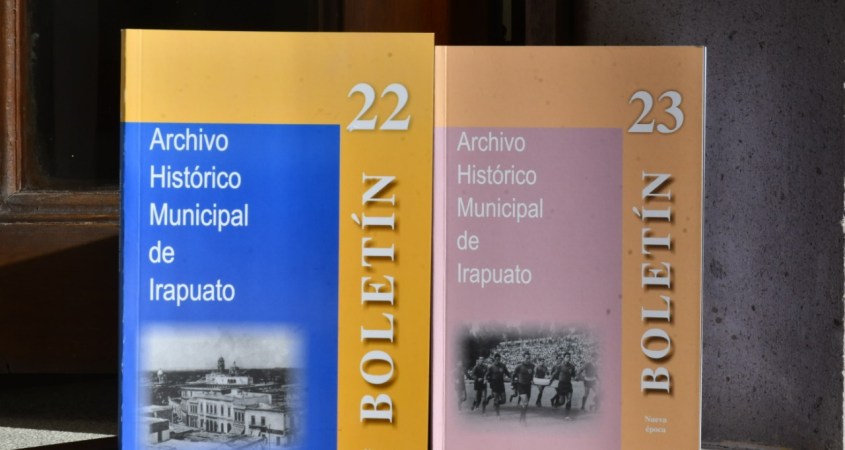 22
Archivo
Histórico
Municipal
de
Irapuato
BOLETÍN
23
Archivo
Histórico
Municipal
de
Irapuato
BOLETÍN
Nueva
época